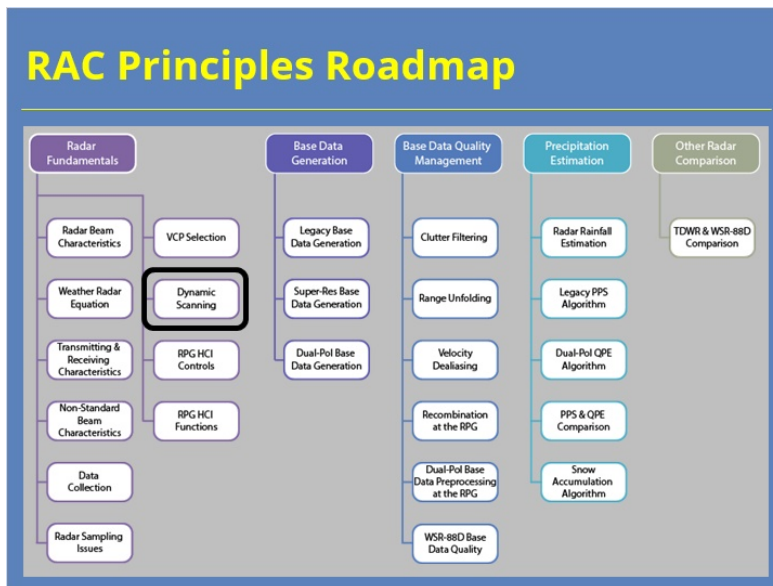 RAC Principles Roadmap
Radar
Fundamentals
Radar Beam
Characteristics
Weather Radar
Equation
Transmitting &
Receiving
Characteristics
Non-Standard
Beam
Characteristics
Data
Collection
Radar Sampling
Issues
VCP Selection
Dynamic
Scanning
RPG HCI
Controls
RPG HCI
Functions
Base Data
Generation
Legacy Base
Data Generation
Super-Res Base
Data Generation
Dual-Pol Base
Data Generation
Base Data Quality
Management
Clutter Filtering
Range Unfolding
Velocity
Dealiasing
Recombination
at the RPG
Dual-Pol Base
Data Preprocessing
at the RPG
WSR-88D Base
Data Quality
Precipitation
Estimation
Radar Rainfall
Estimation
Legacy PPS
Algorithm
Dual-Pol QPE
Algorithm
PPS & QPE
Comparison
Snow
Accumulation
Algorithm
Other Radar
Comparison
TDWR & WSR-88D
Comparison